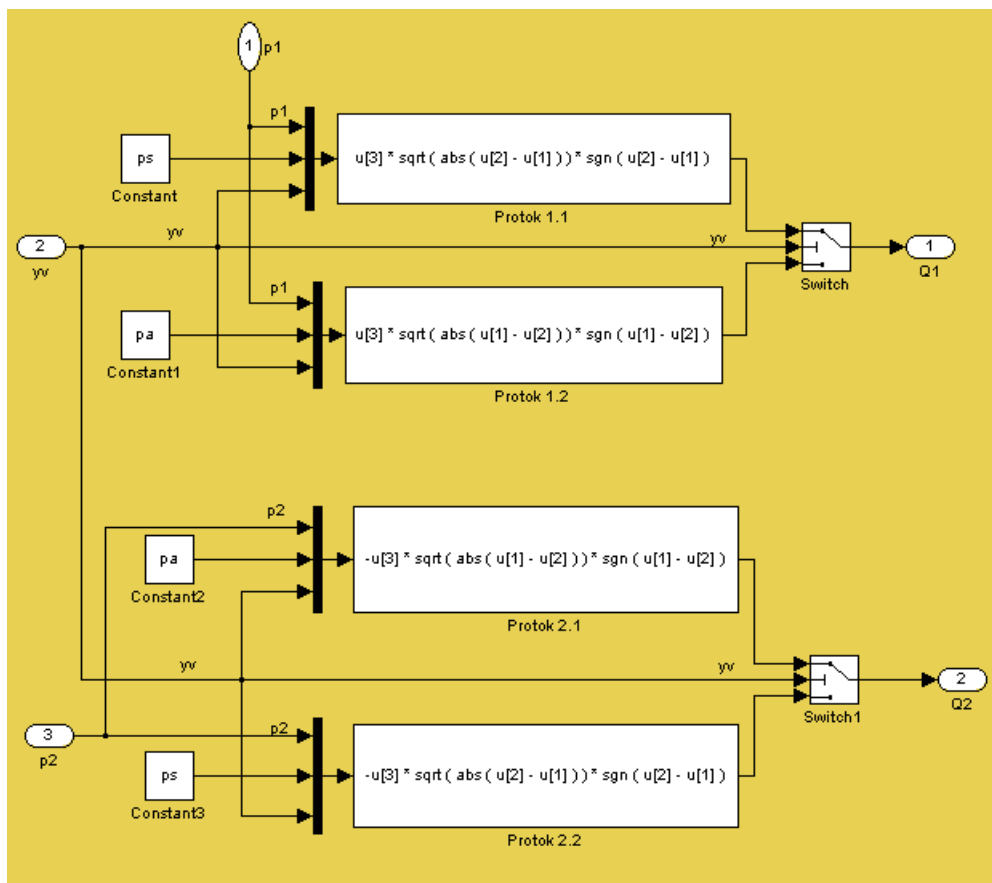 1
p1
p1
ps
Constant
u[3] * sqrt ( abs ( u[2] - u[1] ) ) * sgn ( u[2] - u[1] )
Protok 1.1
2
yv
yv
yv
Switch
1
Q1
p1
pa
Constant1
u[3] * sqrt ( abs ( u[1] - u[2] ) ) * sgn ( u[1] - u[2] )
Protok 1.2
p2
pa
Constant2
-u[3] * sqrt ( abs ( u[1] - u[2] ) ) * sgn ( u[1] - u[2] )
Protok 2.1
yv
yv
Switch1
2
Q2
3
p2
p2
ps
Constant3
-u[3] * sqrt ( abs ( u[2] - u[1] ) ) * sgn ( u[2] - u[1] )
Protok 2.2